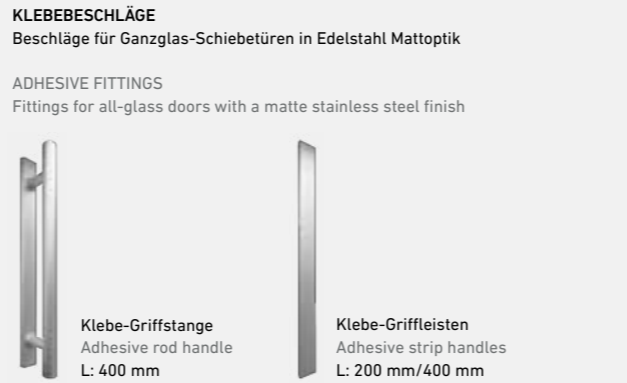 KLEBEBESCHLÄGE
Beschläge für Ganzglas-Schiebetüren in Edelstahl Mattoptik
ADHESIVE FITTINGS
Fittings for all-glass doors with a matte stainless steel finish
Klebe-Griffstange
Adhesive rod handle
L: 400 mm
Klebe-Griffleisten
Adhesive strip handles
L: 200 mm/400 mm